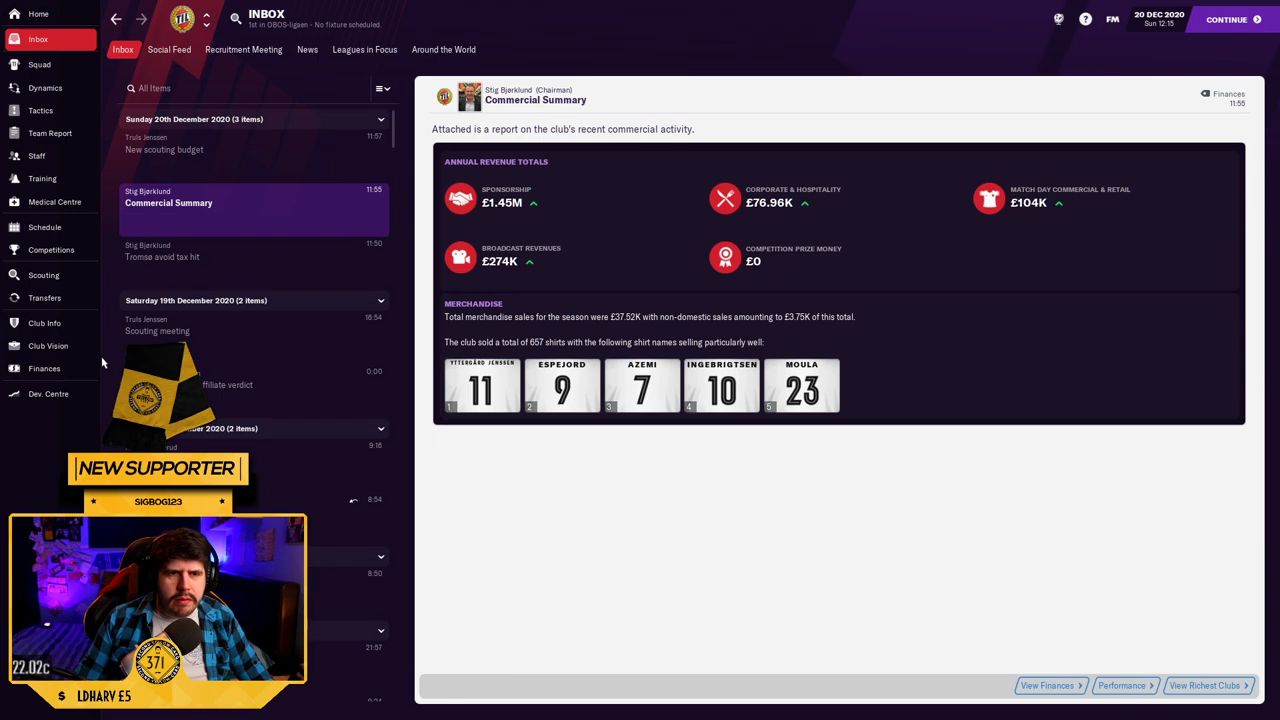 Home
INBOX
1st in OBOS-ligaen - No fixture scheduled.
FM
20 DEC 2020
Sun 12:15
CONTINUE
Inbox
Squad
Dynamics
Tactics
Team Report
Staff
Training
Medical Centre
Schedule
Competitions
Scouting
Transfers
Club Info
Club Vision
Finances
Dev. Centre
Inbox
Social Feed
Recruitment Meeting
News
Leagues in Focus
Around the World
All Items
Sunday 20th December 2020 (3 items)
Truls Jenssen 11:57
New scouting budget
Stig Bjørklund 11:55
Commercial Summary
Stig Bjørklund 11:50
Tromsø avoid tax hit
Saturday 19th December 2020 (2 items)
Truls Jenssen 16:54
Scouting meeting
0:00
affiliate verdict
2020 (2 items)
9:16
8:54
8:50
21:57
Stig Bjørklund (Chairman)
Commercial Summary
Finances
11:55
Attached is a report on the club's recent commercial activity.
ANNUAL REVENUE TOTALS
SPONSORSHIP
£1.45M
CORPORATE & HOSPITALITY
£76.96K
MATCH DAY COMMERCIAL & RETAIL
£104K
BROADCAST REVENUES
£274K
COMPETITION PRIZE MONEY
£0
MERCHANDISE
Total merchandise sales for the season were £37.52K with non-domestic sales amounting to £3.75K of this total.
The club sold a total of 657 shirts with the following shirt names selling particularly well:
YTTERGÅRD JENSSEN
11
1
ESPEJORD
9
2
AZEMI
7
3
INGEBRIGTSEN
10
4
MOULA
23
5
View Finances
Performance
View Richest Clubs
NEW SUPPORTER
SIGBOG123
22.02c
371
$ LDHARV £5